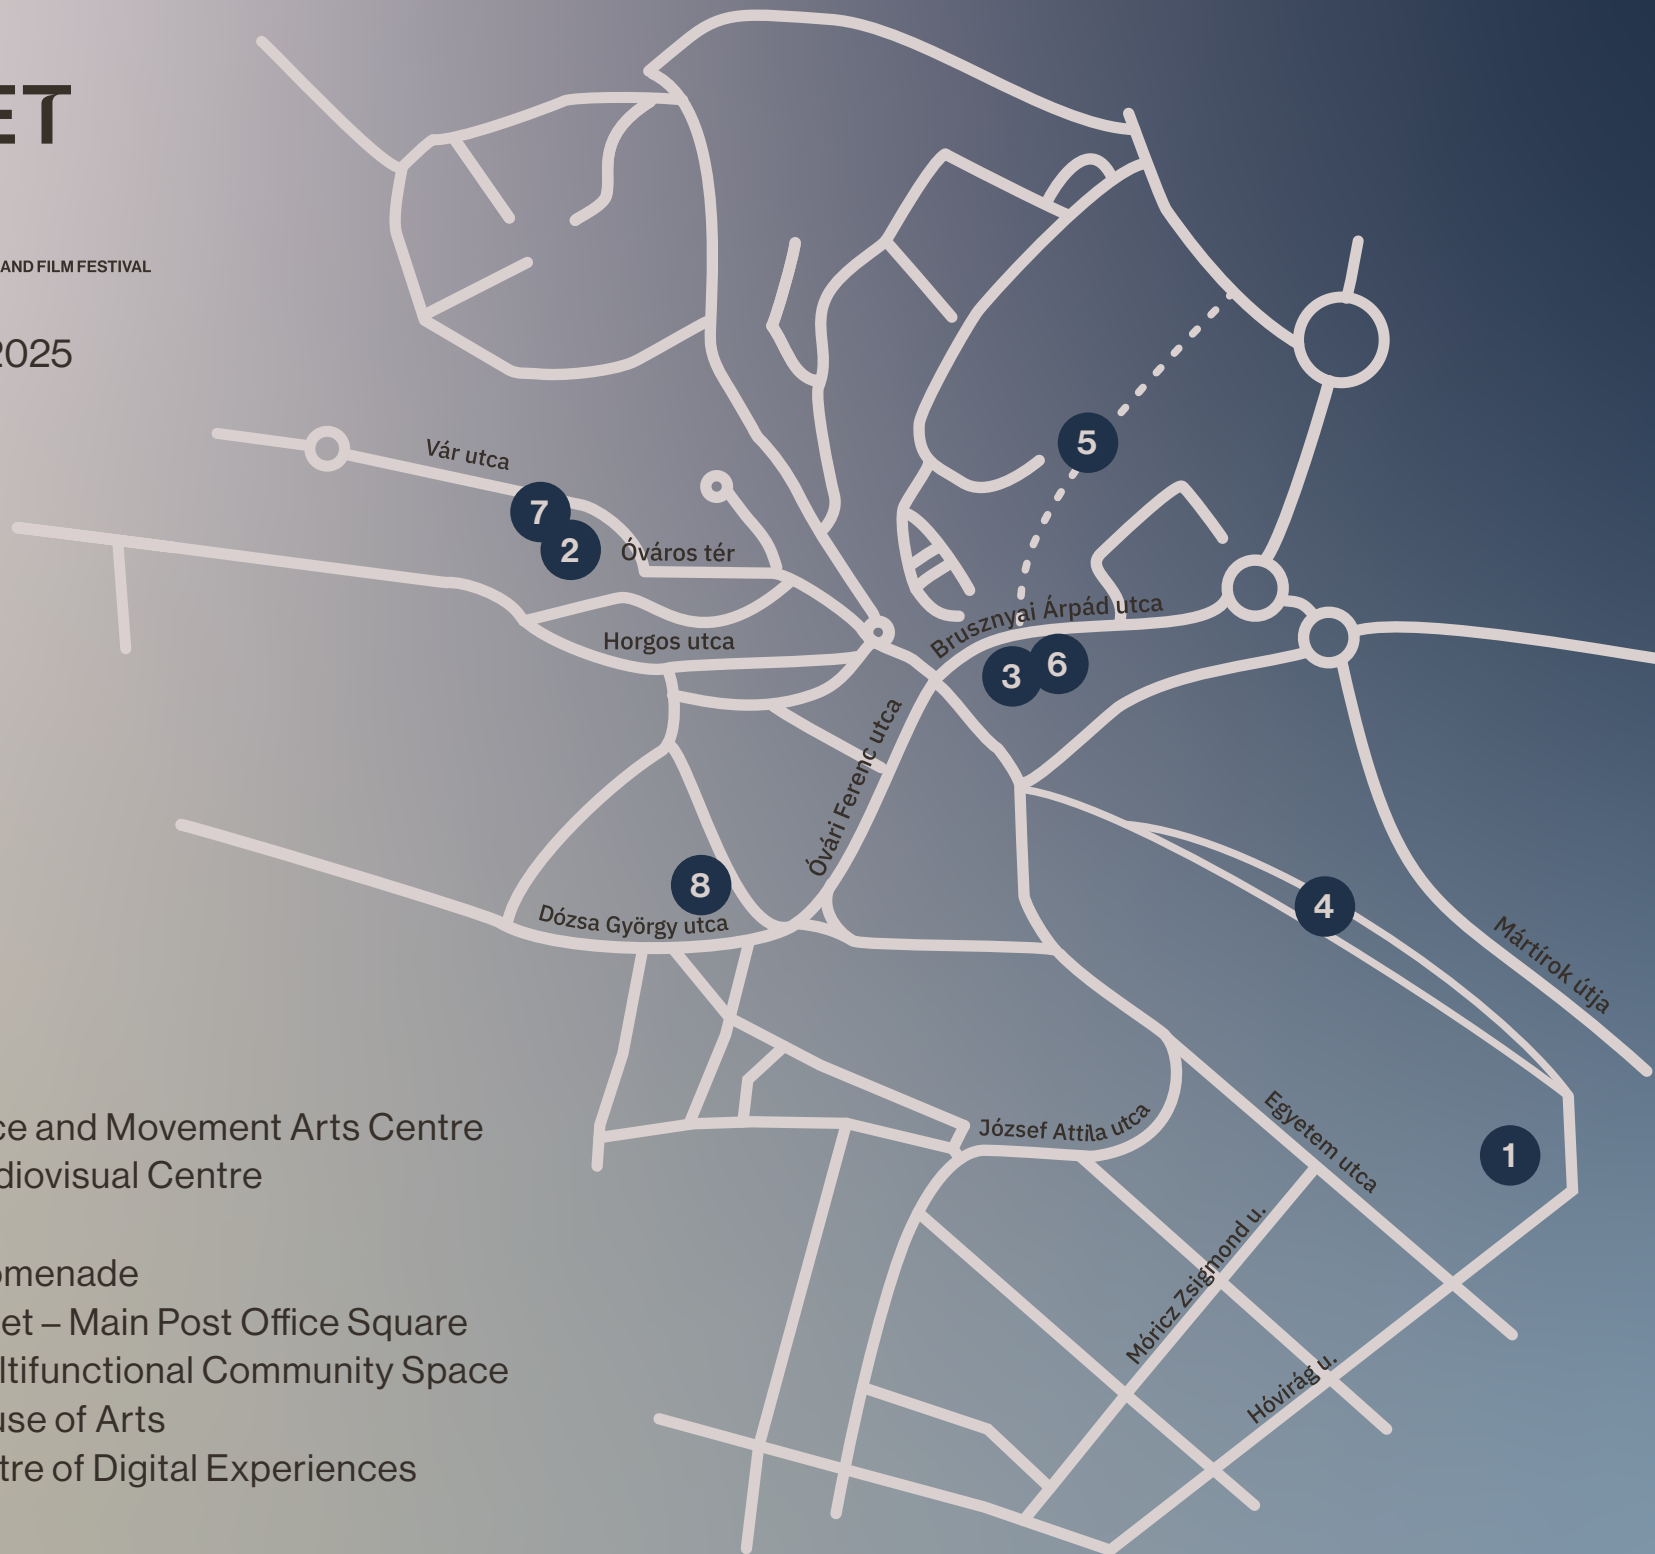 ET
AND FILM FESTIVAL
2025
Vár utca
7
2
Óváros tér
Horgos utca
5
Brusznyai Árpád utca
3
6
Óvári Ferenc utca
8
Dózsa György utca
4
Mártírok útja
József Attila utca
Egyetem utca
1
Móricz Zsigmond u.
Hóvirág u.
ce and Movement Arts Centre
diovisual Centre
omenade
et – Main Post Office Square
ltifunctional Community Space
use of Arts
tre of Digital Experiences